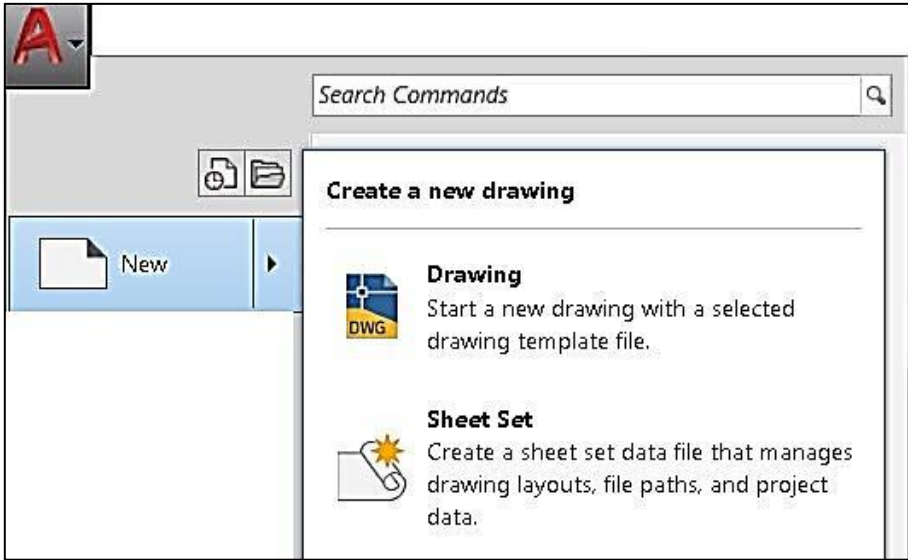 Search Commands
Create a new drawing
New
Drawing
Start a new drawing with a selected
drawing template file.
DWG
Sheet Set
Create a sheet set data file that manages
drawing layouts, file paths, and project
data.